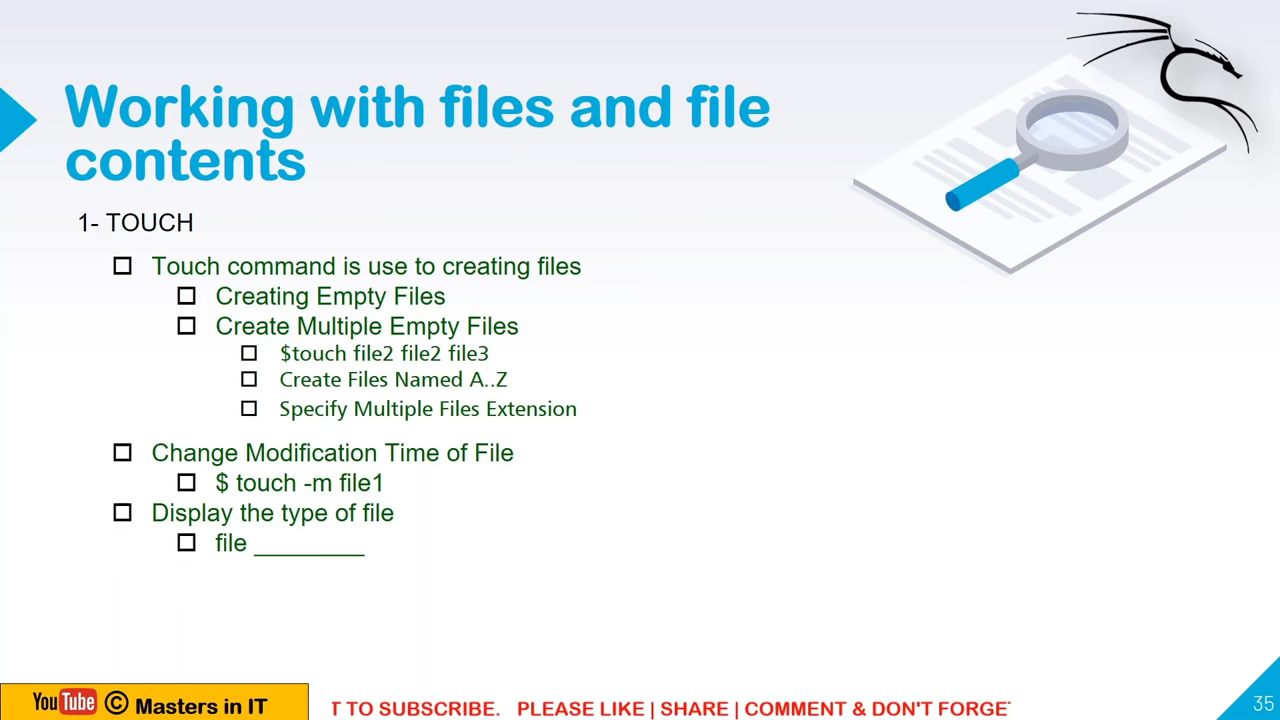 Working with files and file
contents
1- TOUCH
Touch command is use to creating files
Creating Empty Files
Create Multiple Empty Files
$touch file2 file2 file3
Create Files Named A..Z
Specify Multiple Files Extension
Change Modification Time of File
$ touch -m file1
Display the type of file
file ________
YouTube © Masters in IT
T TO SUBSCRIBE. PLEASE LIKE | SHARE | COMMENT & DON'T FORGE
35